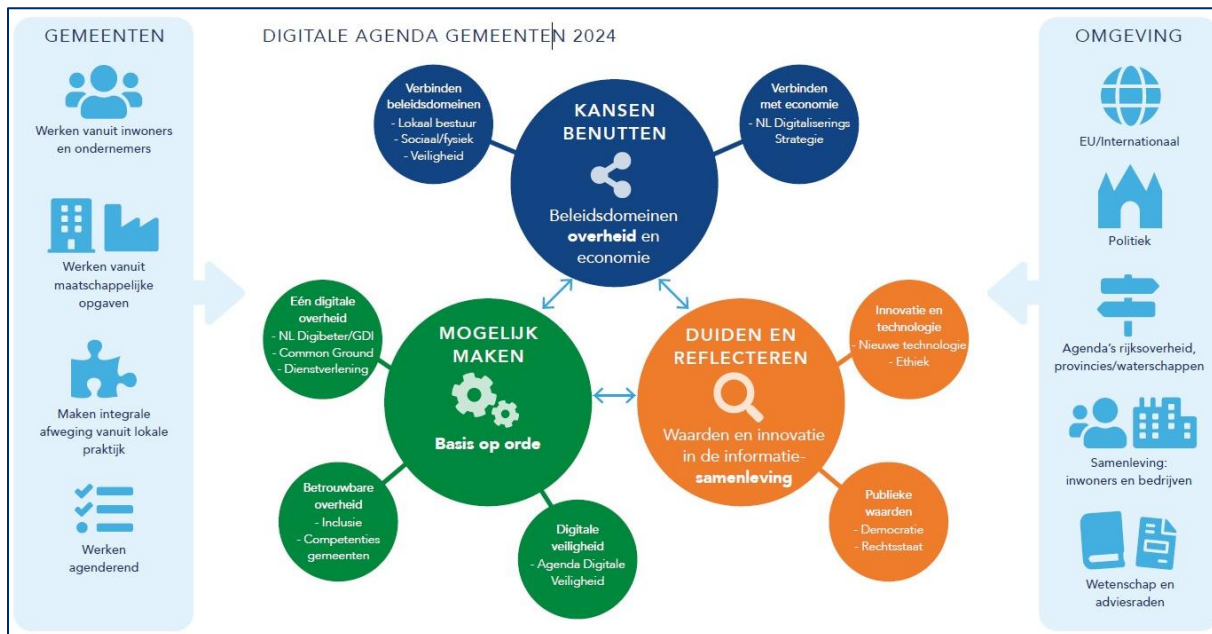 GEMEENTEN
Werken vanuit inwoners
en ondernemers
Werken vanuit
maatschappelijke
opgaven
Maken integrale
afweging vanuit lokale
praktijk
Werken
agenderend
DIGITALE AGENDA GEMEENTEN 2024
Verbinden
beleidsdomeinen
- Lokaal bestuur
- Sociaal/fysiek
- Veiligheid
KANSEN
BENUTTEN
Beleidsdomeinen
overheid en
economie
Verbinden
met economie
- NL Digitaliserings
Strategie
Eén digitale
overheid
- NL Digibeter/GDI
- Common Ground
- Dienstverlening
MOGELIJK
MAKEN
Basis op orde
Betrouwbare
overheid
- Inclusie
- Competenties
gemeenten
Digitale
veiligheid
- Agenda Digitale
Veiligheid
DUIDEN EN
REFLECTEREN
Waarden en innovatie
in de informatie-
samenleving
Innovatie en
technologie
- Nieuwe technologie
- Ethiek
Publieke
waarden
- Democratie
- Rechtsstaat
OMGEVING
EU/Internationaal
Politiek
Agenda's rijksoverheid,
provincies/waterschappen
Samenleving:
inwoners en bedrijven
Wetenschap en
adviesraden